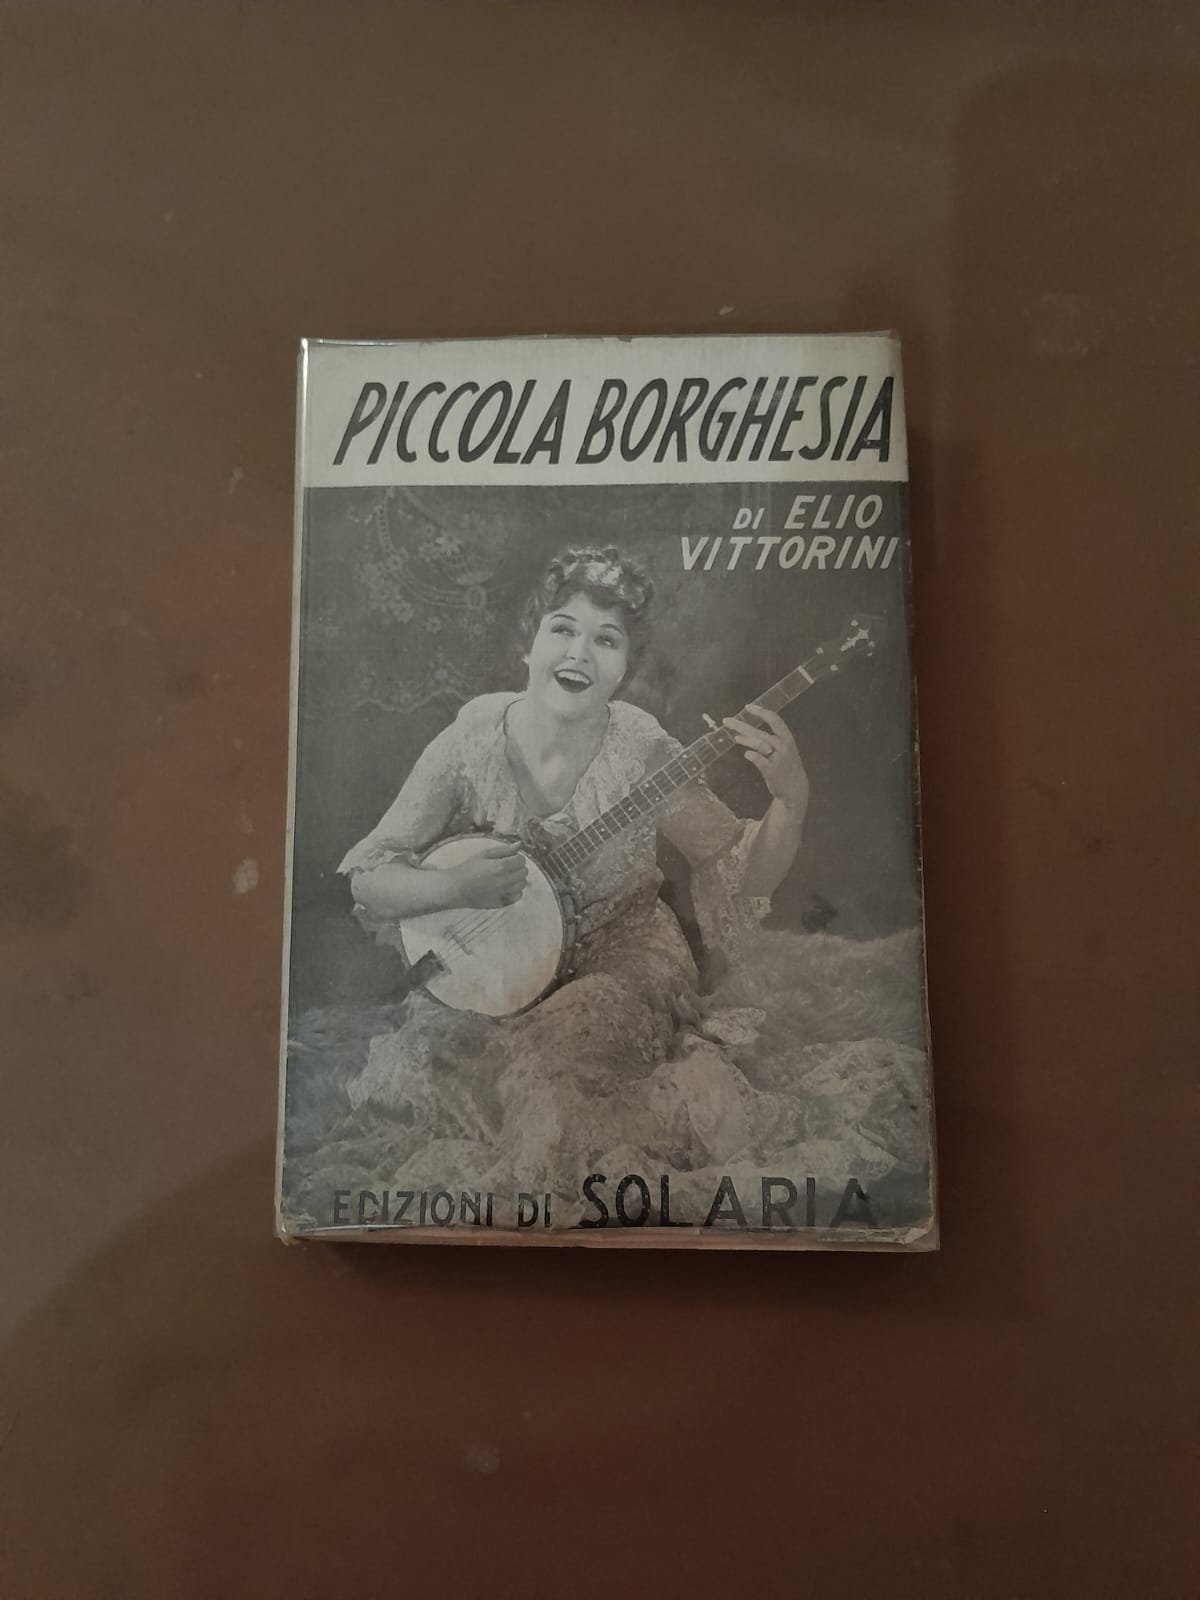 PICCOLA BORGHESIA
DI ELIO
VITTORINI
EDIZIONI DI SOLARIA